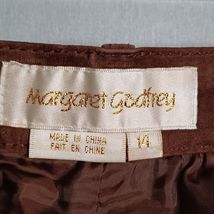 Margaret Godfrey
MADE IN CHINA
FAIT EN CHINE
14